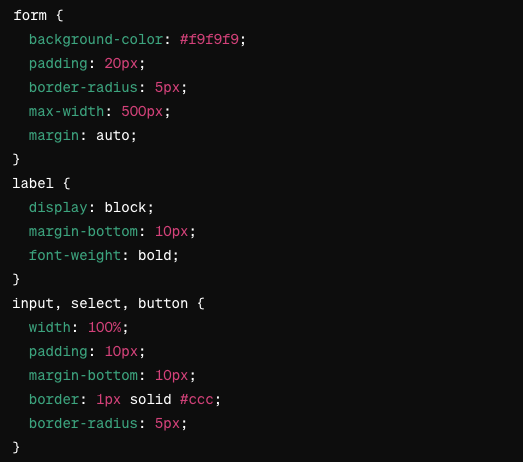 form {
  background-color: #f9f9f9;
  padding: 20px;
  border-radius: 5px;
  max-width: 500px;
  margin: auto;
}
label {
  display: block;
  margin-bottom: 10px;
  font-weight: bold;
}
input, select, button {
  width: 100%;
  padding: 10px;
  margin-bottom: 10px;
  border: 1px solid #ccc;
  border-radius: 5px;
}